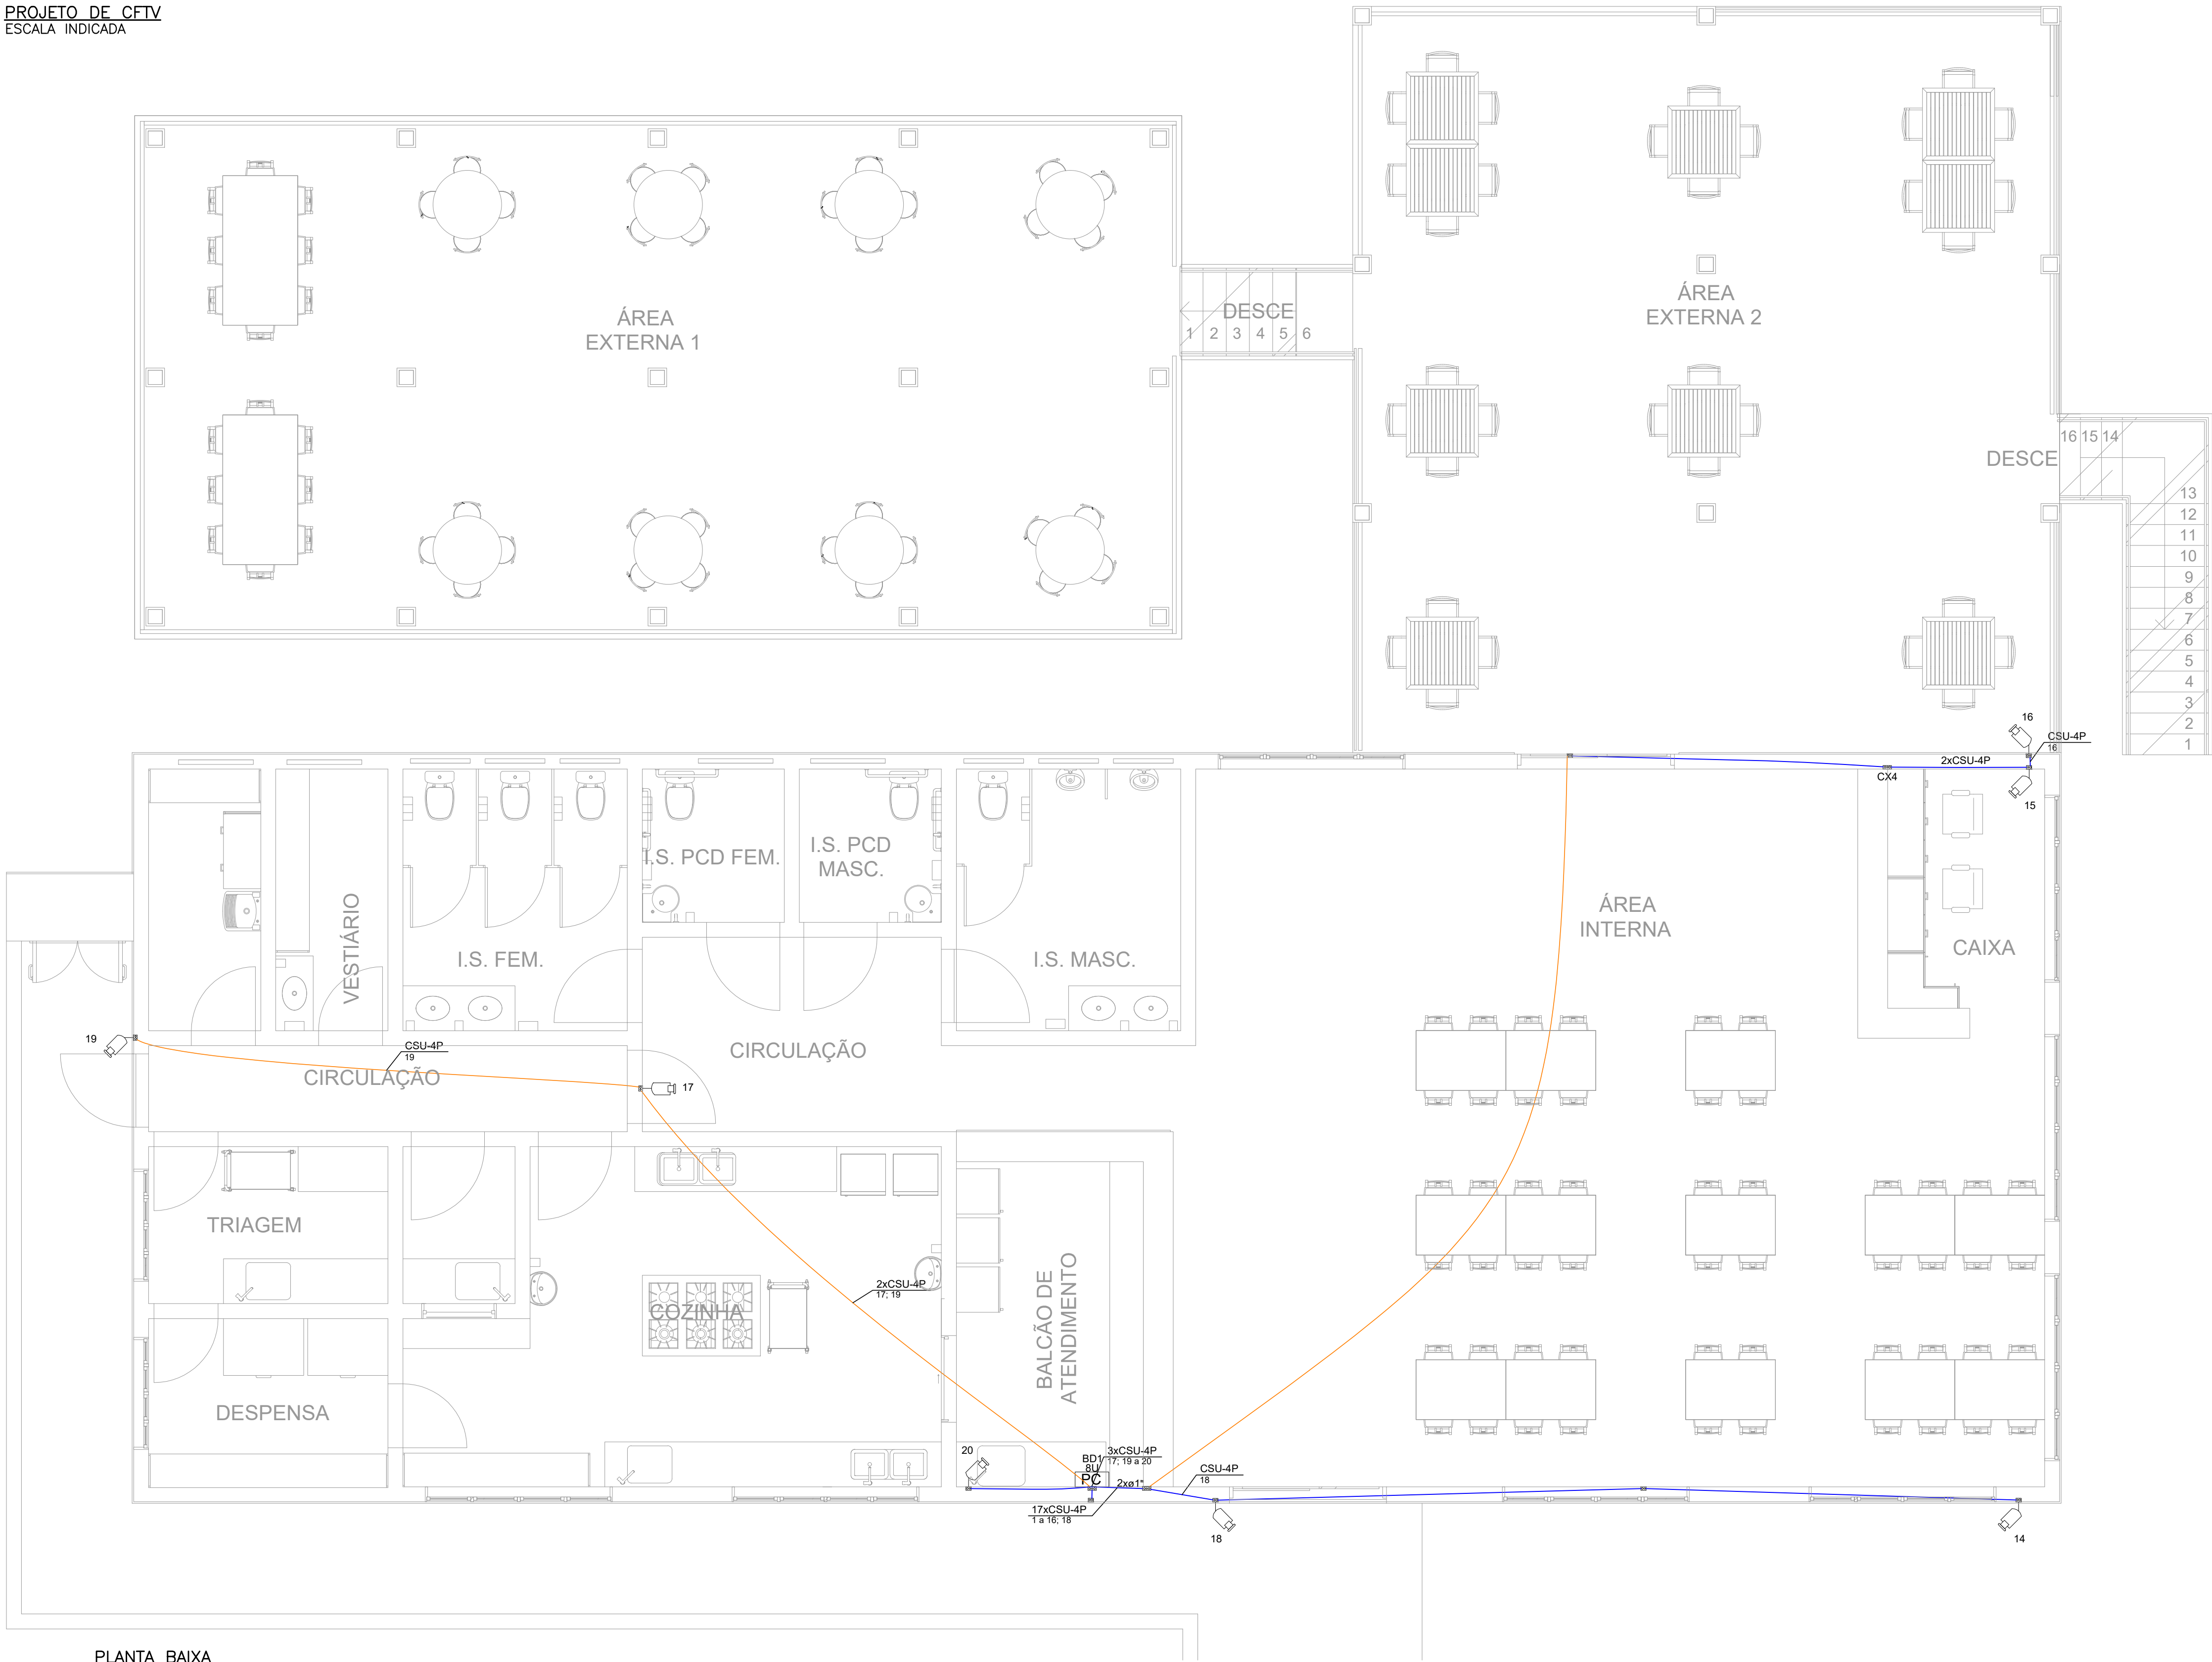 PROJETO DE CFTV
ESCALA INDICADA
ÁREA
EXTERNA 1
DESCE
1 2 3 4 5 6
ÁREA
EXTERNA 2
DESCE
16 15 14
13
12
11
10
9
8
7
6
5
4
3
2
1
16
CSU-4P
16
2xCSU-4P
CX4
15
I.S. PCD FEM.
I.S. PCD
MASC.
VESTIÁRIO
I.S. FEM.
I.S. MASC.
ÁREA
INTERNA
CAIXA
19
CSU-4P
19
CIRCULAÇÃO
17
CIRCULAÇÃO
TRIAGEM
2xCSU-4P
17; 19
COZINHA
BALCÃO DE
ATENDIMENTO
DESPENSA
20
BD1
8U
PC
3xCSU-4P
17; 19 a 20
2xø1"
CSU-4P
18
17xCSU-4P
1 a 16; 18
18
14
PLANTA BAIXA